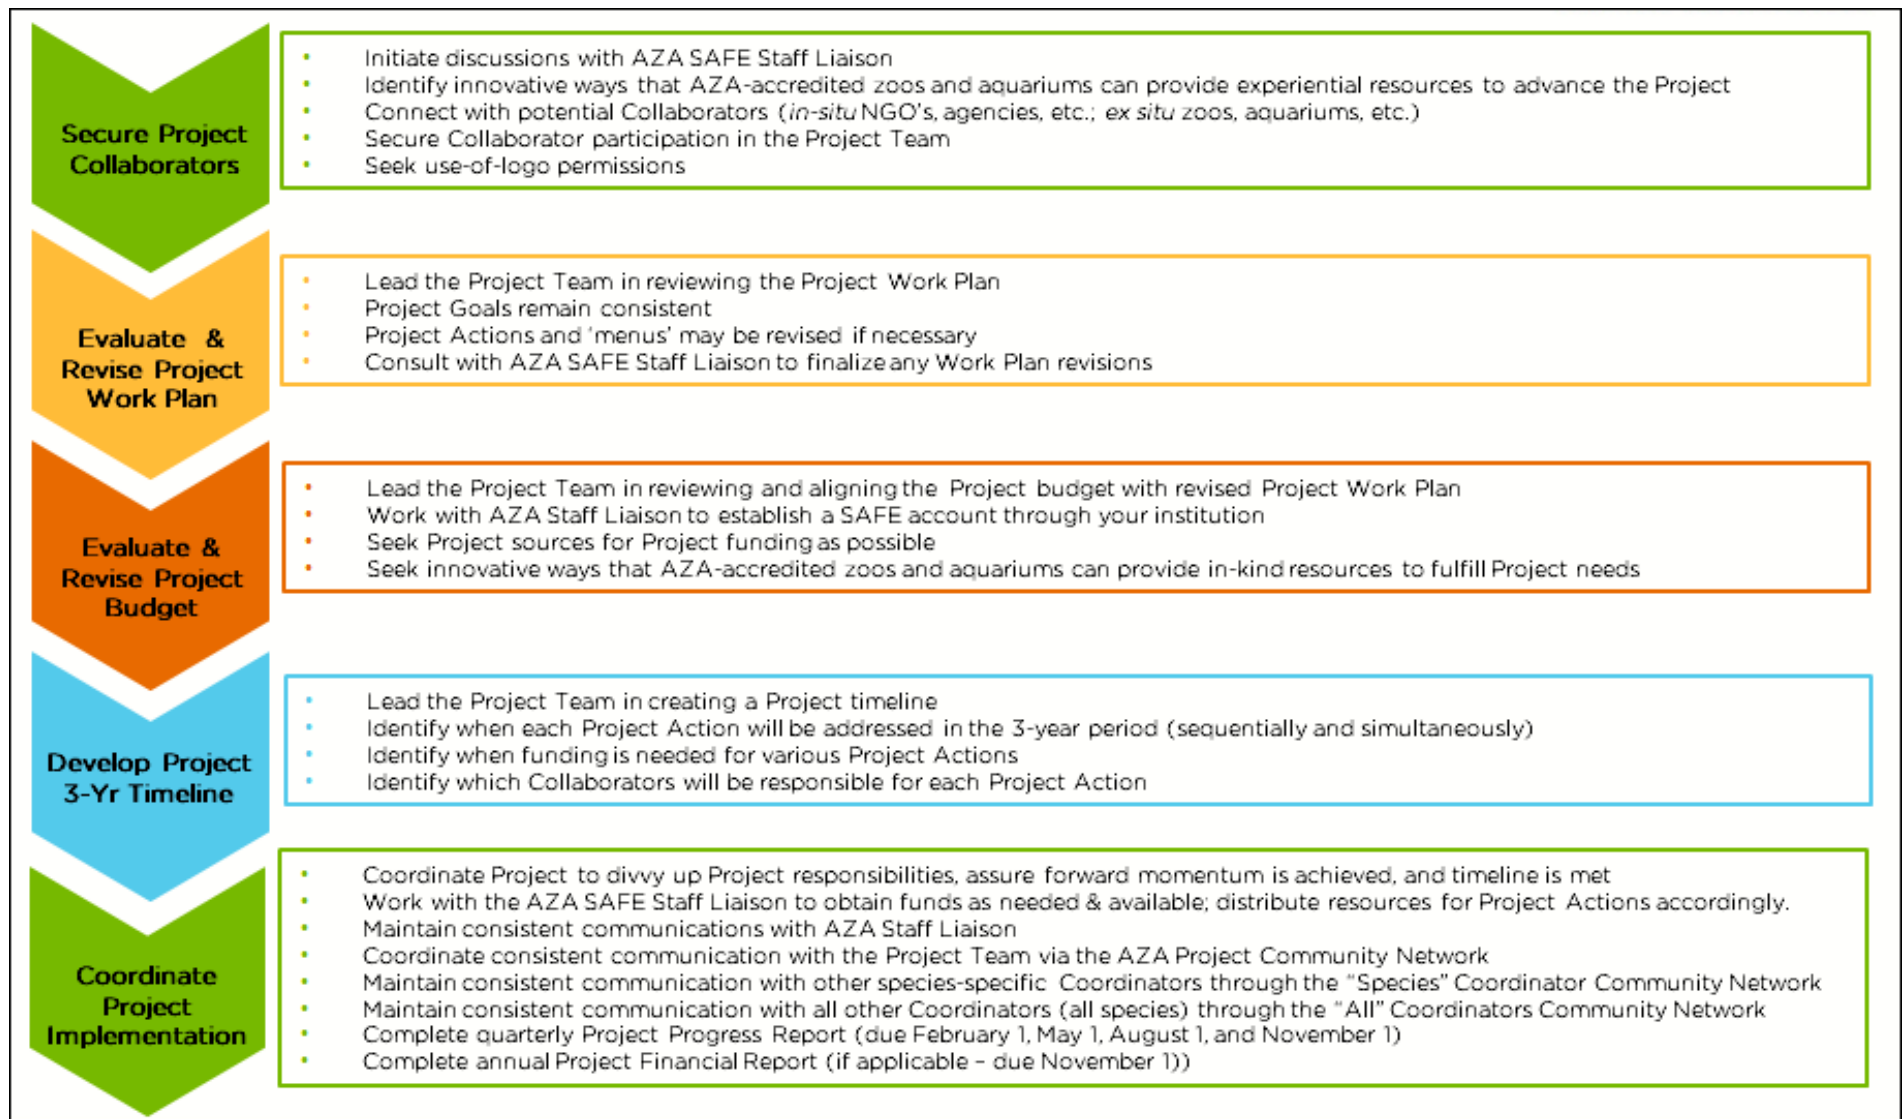 Secure Project
Collaborators
• Initiate discussions with AZA SAFE Staff Liaison
• Identify innovative ways that AZA-accredited zoos and aquariums can provide experiential resources to advance the Project
• Connect with potential Collaborators (in-situ NGO's, agencies, etc.; ex situ zoos, aquariums, etc.)
• Secure Collaborator participation in the Project Team
• Seek use-of-logo permissions
Evaluate &
Revise Project
Work Plan
• Lead the Project Team in reviewing the Project Work Plan
• Project Goals remain consistent
• Project Actions and 'menus' may be revised if necessary
• Consult with AZA SAFE Staff Liaison to finalize any Work Plan revisions
Evaluate &
Revise Project
Budget
• Lead the Project Team in reviewing and aligning the Project budget with revised Project Work Plan
• Work with AZA Staff Liaison to establish a SAFE account through your institution
• Seek Project sources for Project funding as possible
• Seek innovative ways that AZA-accredited zoos and aquariums can provide in-kind resources to fulfill Project needs
Develop Project
3-Yr Timeline
• Lead the Project Team in creating a Project timeline
• Identify when each Project Action will be addressed in the 3-year period (sequentially and simultaneously)
• Identify when funding is needed for various Project Actions
• Identify which Collaborators will be responsible for each Project Action
Coordinate
Project
Implementation
• Coordinate Project to divvy up Project responsibilities, assure forward momentum is achieved, and timeline is met
• Work with the AZA SAFE Staff Liaison to obtain funds as needed & available; distribute resources for Project Actions accordingly.
• Maintain consistent communications with AZA Staff Liaison
• Coordinate consistent communication with the Project Team via the AZA Project Community Network
• Maintain consistent communication with other species-specific Coordinators through the "Species" Coordinator Community Network
• Maintain consistent communication with all other Coordinators (all species) through the "All" Coordinators Community Network
• Complete quarterly Project Progress Report (due February 1, May 1, August 1, and November 1)
• Complete annual Project Financial Report (if applicable – due November 1))